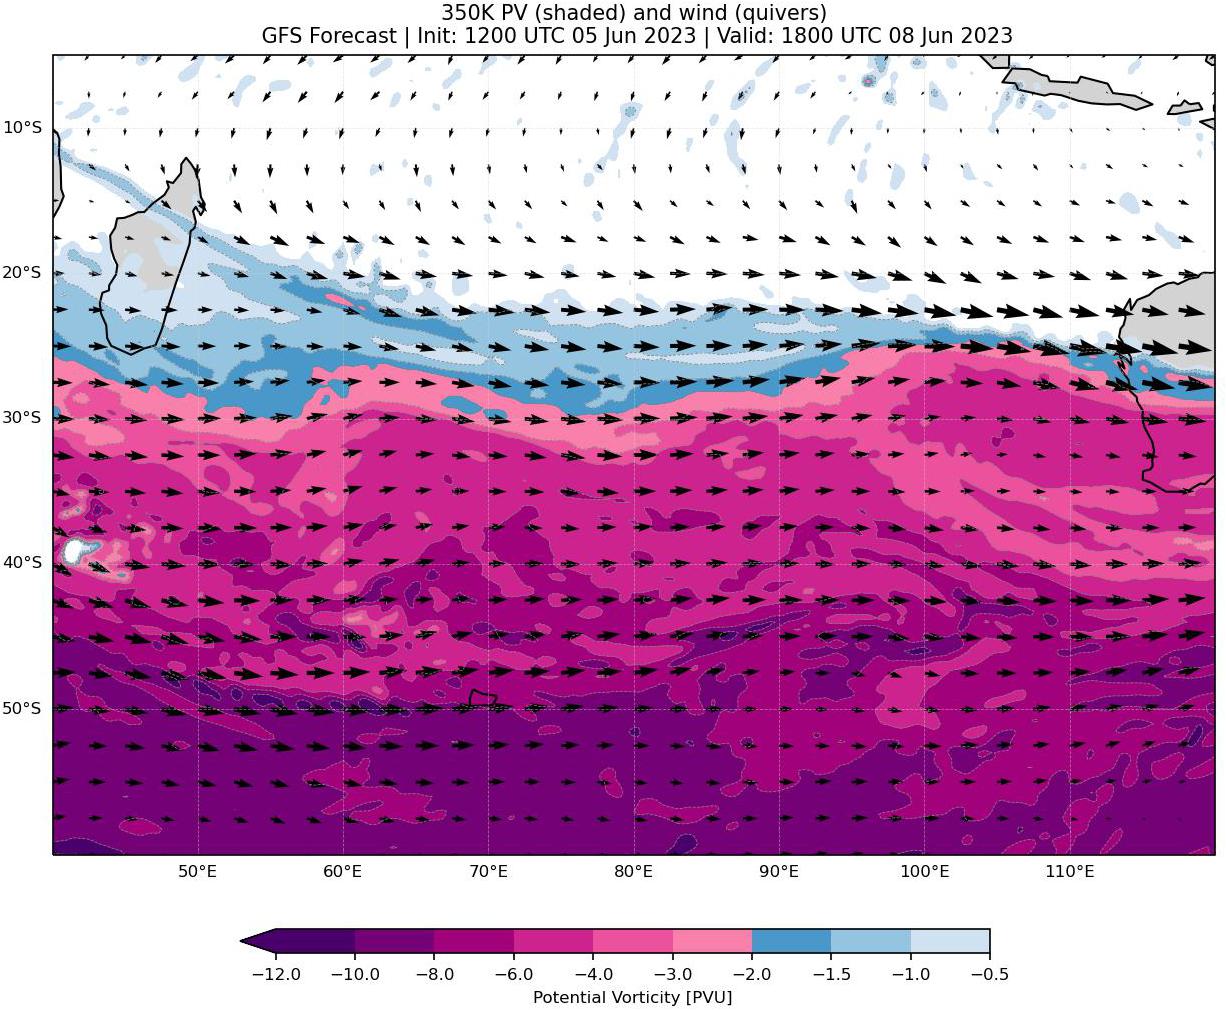 350K PV (shaded) and wind (quivers)
GFS Forecast | Init: 1200 UTC 05 Jun 2023 | Valid: 1800 UTC 08 Jun 2023
10°S
20°S
30°S
40°S
50°S
50°E 60°E 70°E 80°E 90°E 100°E 110°E
−12.0 −10.0 −8.0 −6.0 −4.0 −3.0 −2.0 −1.5 −1.0 −0.5
Potential Vorticity [PVU]